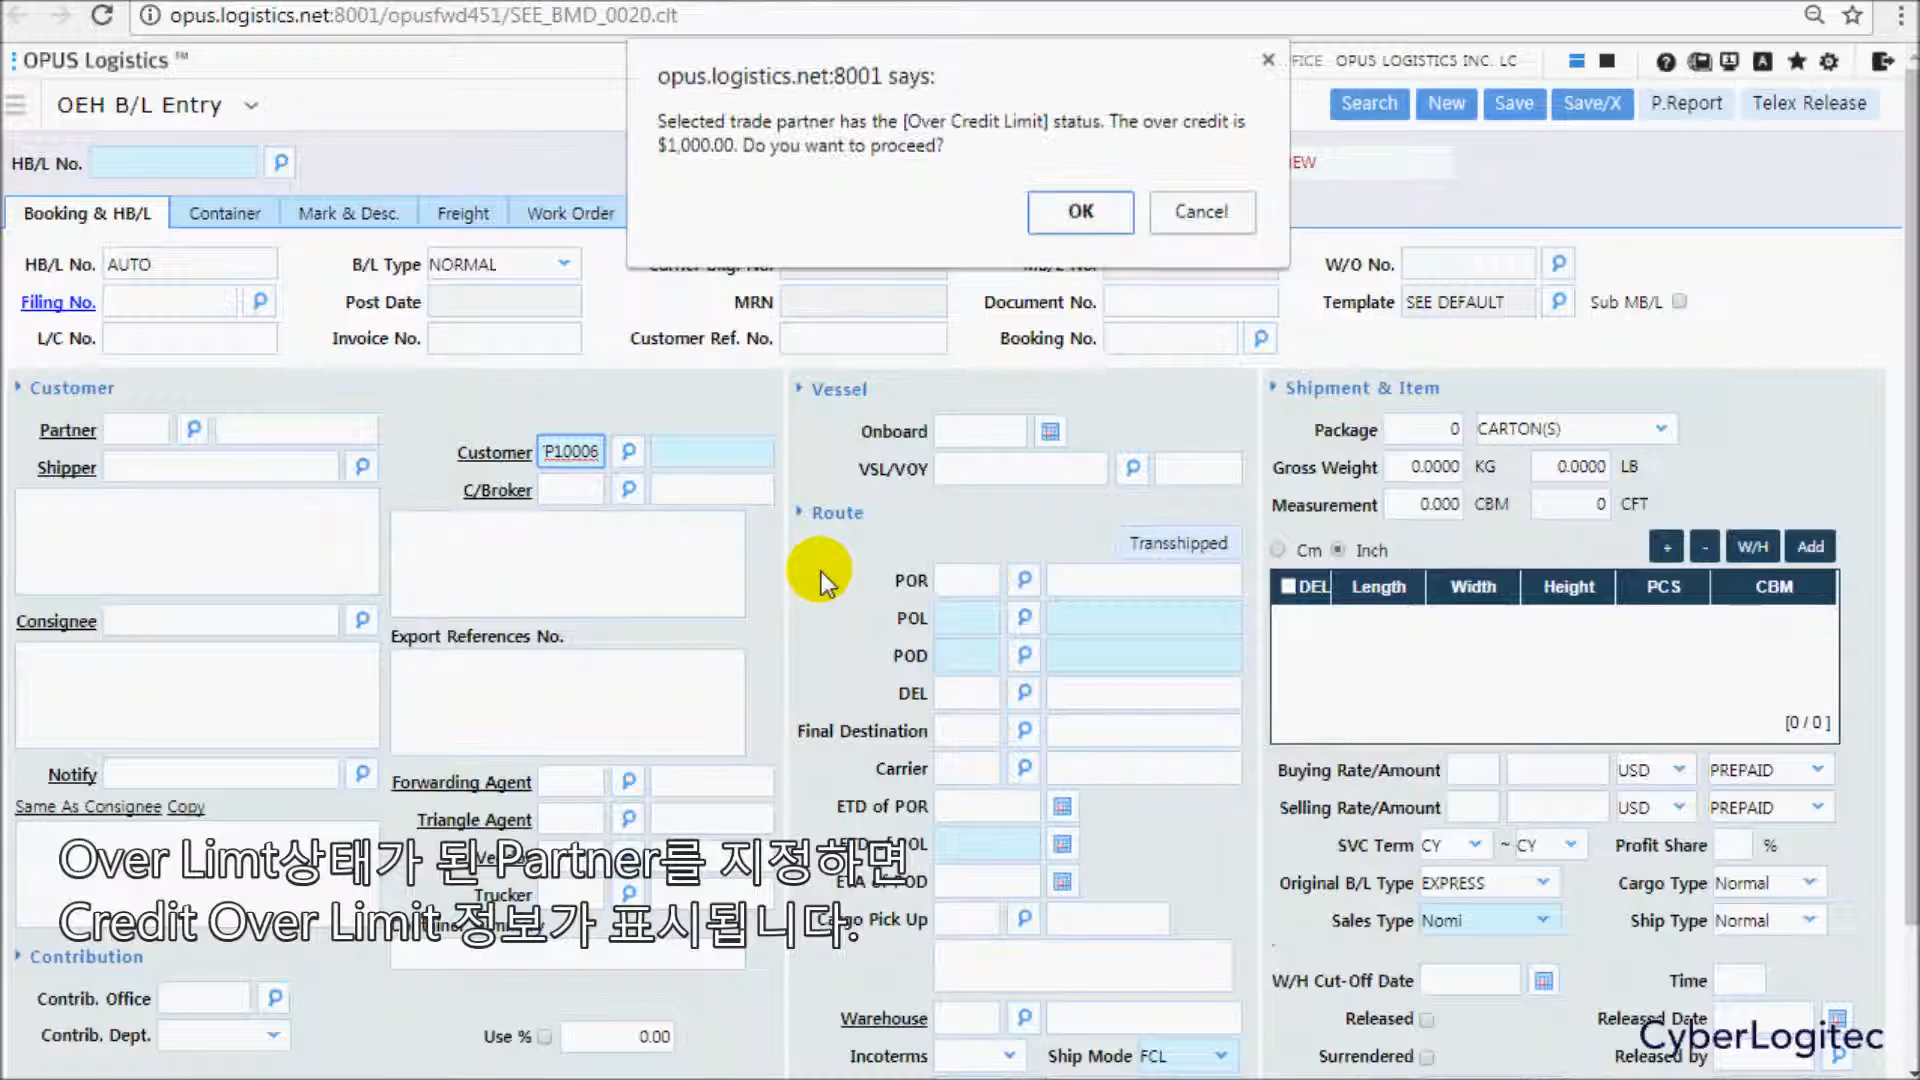 opus.logistics.net:8001/opusfwd451/SEE_BMD_0020.clt
OPUS Logistics ™
OPUS LOGISTICS INC. LC
opus.logistics.net:8001 says:
Selected trade partner has the [Over Credit Limit] status. The over credit is
$1,000.00. Do you want to proceed?
OK Cancel
OEH B/L Entry
Search New Save Save/X P.Report Telex Release
HB/L No.
Booking & HB/L Container Mark & Desc. Freight Work Order
HB/L No. AUTO B/L Type NORMAL W/O No.
Filing No. Post Date MRN Document No. Template SEE DEFAULT Sub MB/L
L/C No. Invoice No. Customer Ref. No. Booking No.
Customer
Partner
Shipper
Customer P10006
C/Broker
Consignee
Export References No.
Notify
Same As Consignee Copy
Forwarding Agent
Triangle Agent
Trucker
Contribution
Contrib. Office
Contrib. Dept. Use % 0.00
Vessel
Onboard
VSL/VOY
Route
Transshipped
POR
POL
POD
DEL
Final Destination
Carrier
ETD of POR
Cargo Pick Up
Warehouse
Incoterms Ship Mode FCL
Shipment & Item
Package 0 CARTON(S)
Gross Weight 0.0000 KG 0.0000 LB
Measurement 0.000 CBM 0 CFT
Cm Inch + - W/H Add
DEL Length Width Height PCS CBM
[0 / 0 ]
Buying Rate/Amount USD PREPAID
Selling Rate/Amount USD PREPAID
SVC Term CY ~ CY Profit Share %
Original B/L Type EXPRESS Cargo Type Normal
Sales Type Nomi Ship Type Normal
W/H Cut-Off Date Time
Released Released Date
Surrendered Released by
Over Limt상태가 된 Partner를 지정하면
Credit Over Limit 정보가 표시됩니다.
CyberLogitec